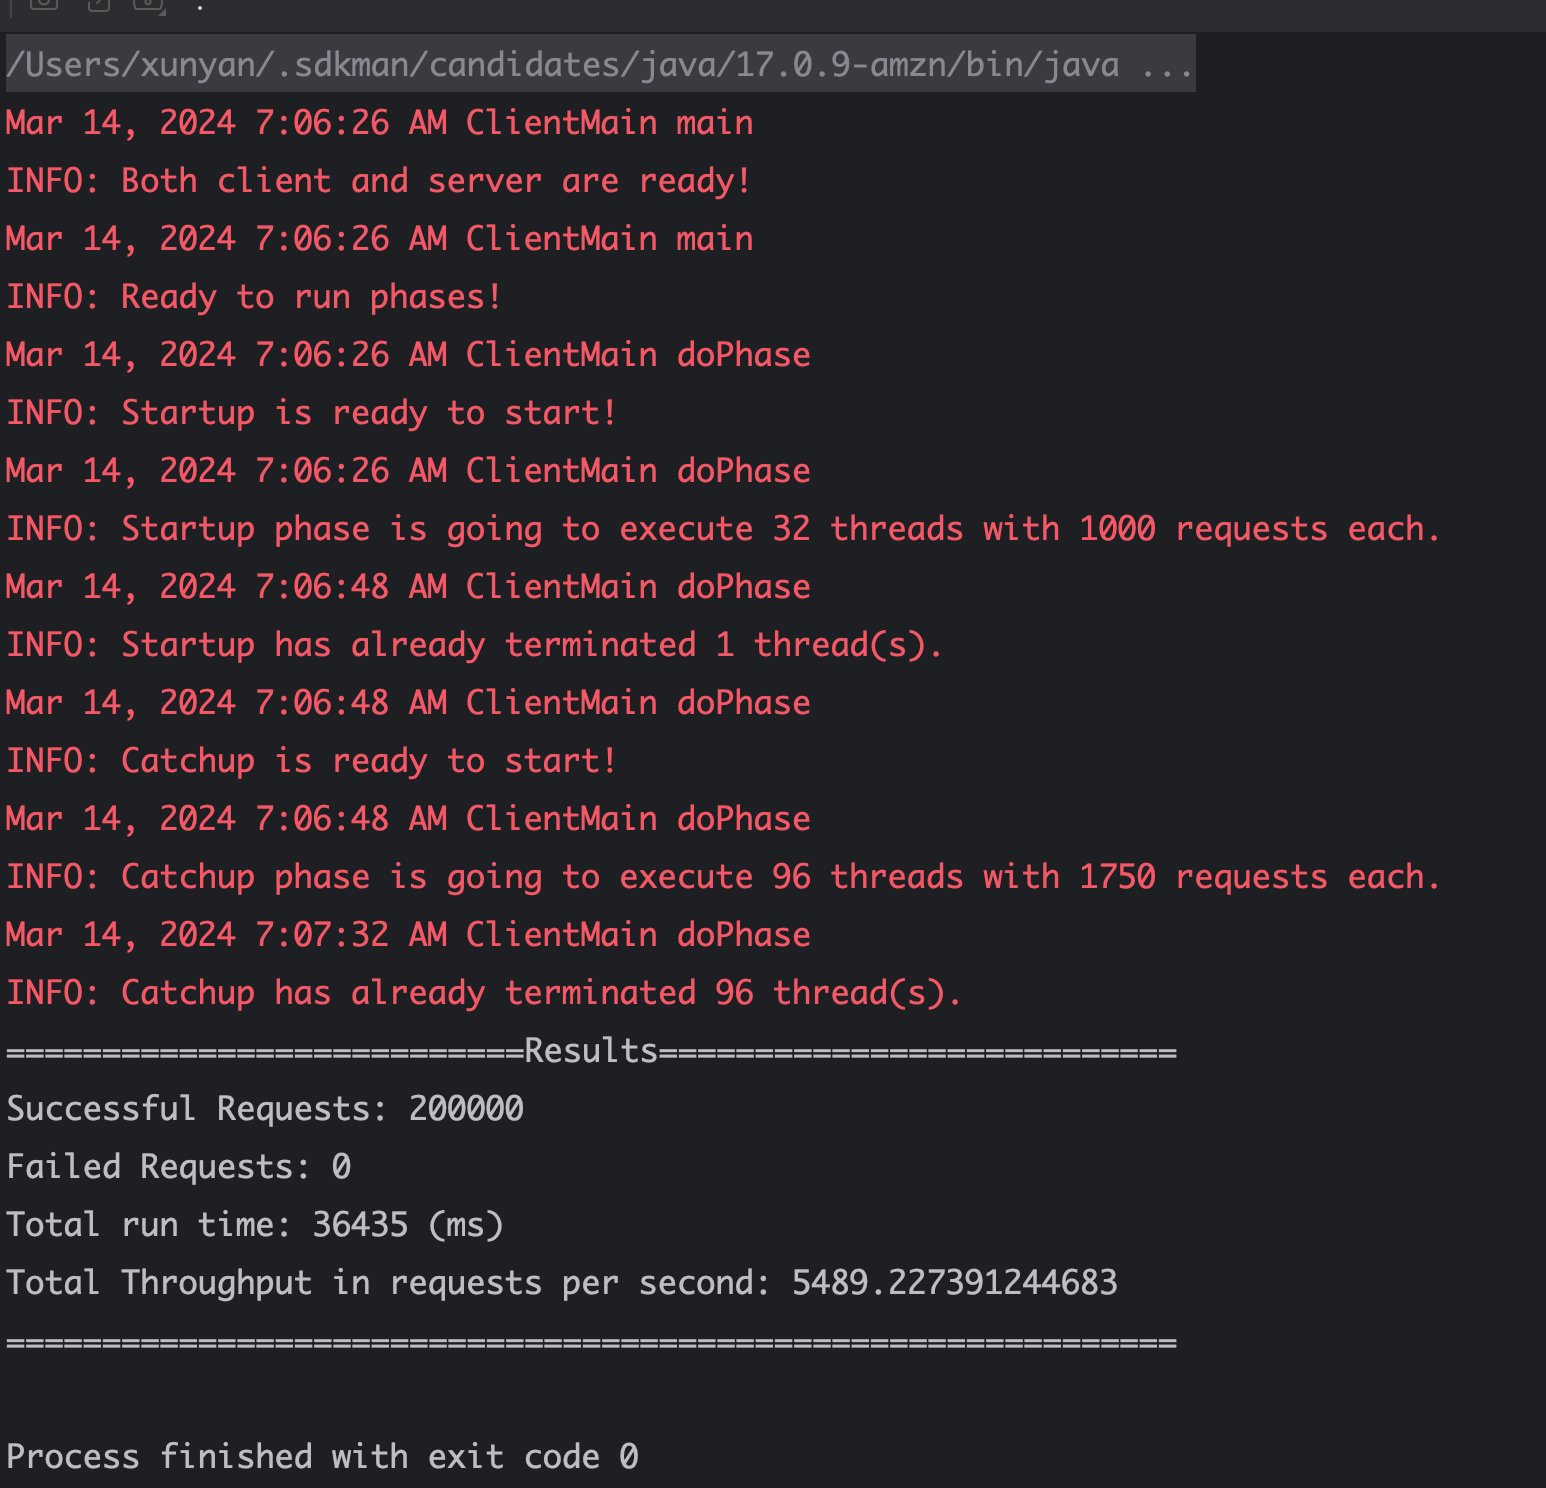 /Users/xunyan/.sdkman/candidates/java/17.0.9-amzn/bin/java ...
Mar 14, 2024 7:06:26 AM ClientMain main
INFO: Both client and server are ready!
Mar 14, 2024 7:06:26 AM ClientMain main
INFO: Ready to run phases!
Mar 14, 2024 7:06:26 AM ClientMain doPhase
INFO: Startup is ready to start!
Mar 14, 2024 7:06:26 AM ClientMain doPhase
INFO: Startup phase is going to execute 32 threads with 1000 requests each.
Mar 14, 2024 7:06:48 AM ClientMain doPhase
INFO: Startup has already terminated 1 thread(s).
Mar 14, 2024 7:06:48 AM ClientMain doPhase
INFO: Catchup is ready to start!
Mar 14, 2024 7:06:48 AM ClientMain doPhase
INFO: Catchup phase is going to execute 96 threads with 1750 requests each.
Mar 14, 2024 7:07:32 AM ClientMain doPhase
INFO: Catchup has already terminated 96 thread(s).
===========================Results===========================
Successful Requests: 200000
Failed Requests: 0
Total run time: 36435 (ms)
Total Throughput in requests per second: 5489.227391244683
=============================================================
Process finished with exit code 0